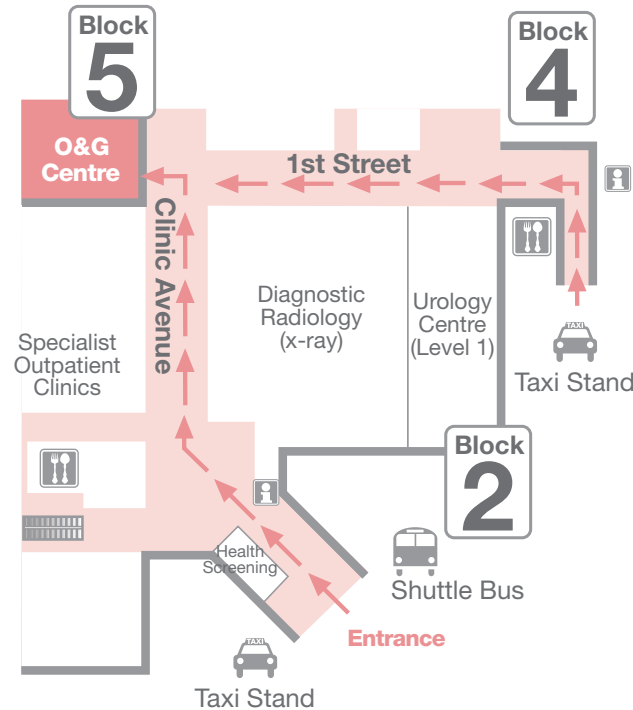 Block
5
Block
4
O&G
Centre
1st Street
Clinic Avenue
Diagnostic
Radiology
(x-ray)
Urology
Centre
(Level 1)
TAXI
Taxi Stand
Specialist
Outpatient
Clinics
Block
2
Health
Screening
Shuttle Bus
Entrance
TAXI
Taxi Stand